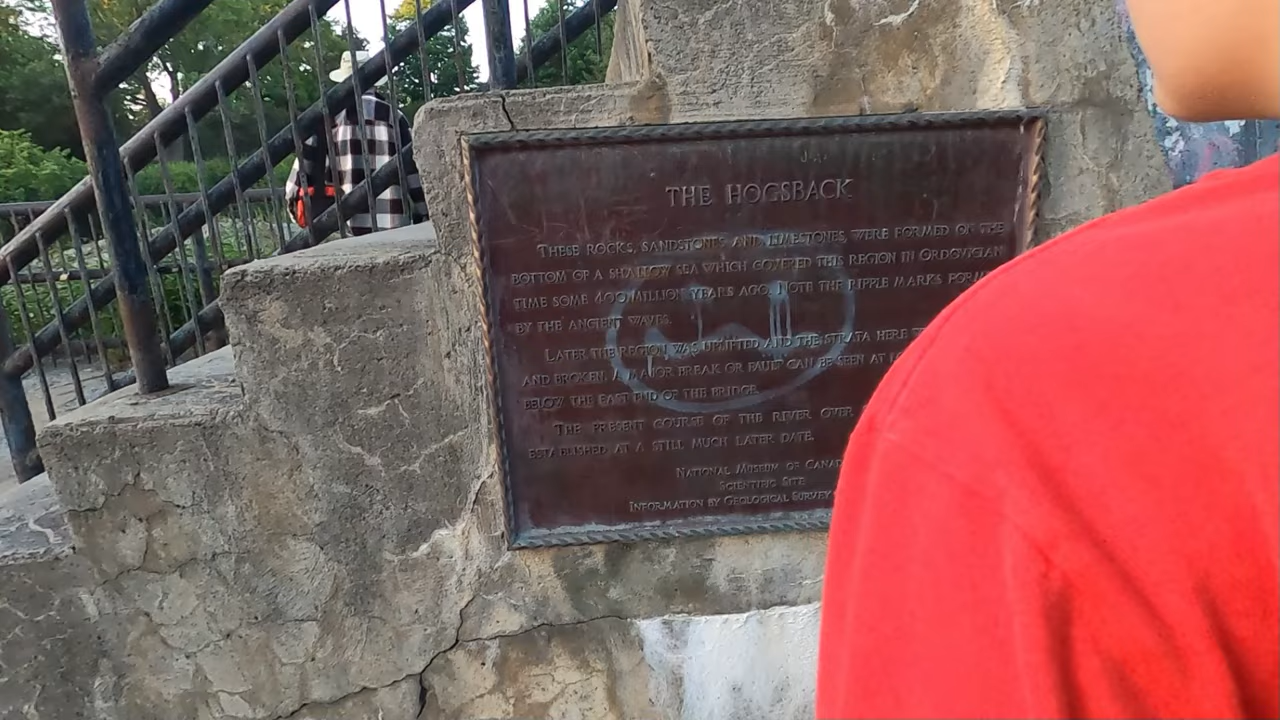 THE HOGSBACK
THESE ROCKS, SANDSTONES AND LIMESTONES, WERE FORMED ON THE
BOTTOM OF A SHALLOW SEA WHICH COVERED THIS REGION IN ORDOVICIAN
TIME SOME 400 MILLION YEARS AGO. NOTE THE RIPPLE MARKS
BY THE ANCIENT WAVES.
LATER THE REGION WAS UPLIFTED AND THE STRATA HERE
AND BROKEN. A MAJOR BREAK OR FAULT CAN BE SEEN AT
BELOW THE EAST END OF THE BRIDGE.
THE PRESENT COURSE OF THE RIVER OVER
ESTABLISHED AT A STILL MUCH LATER DATE.
NATIONAL MUSEUM OF
SCIENTIFIC SITE
INFORMATION BY GEOLOGICAL SURVEY